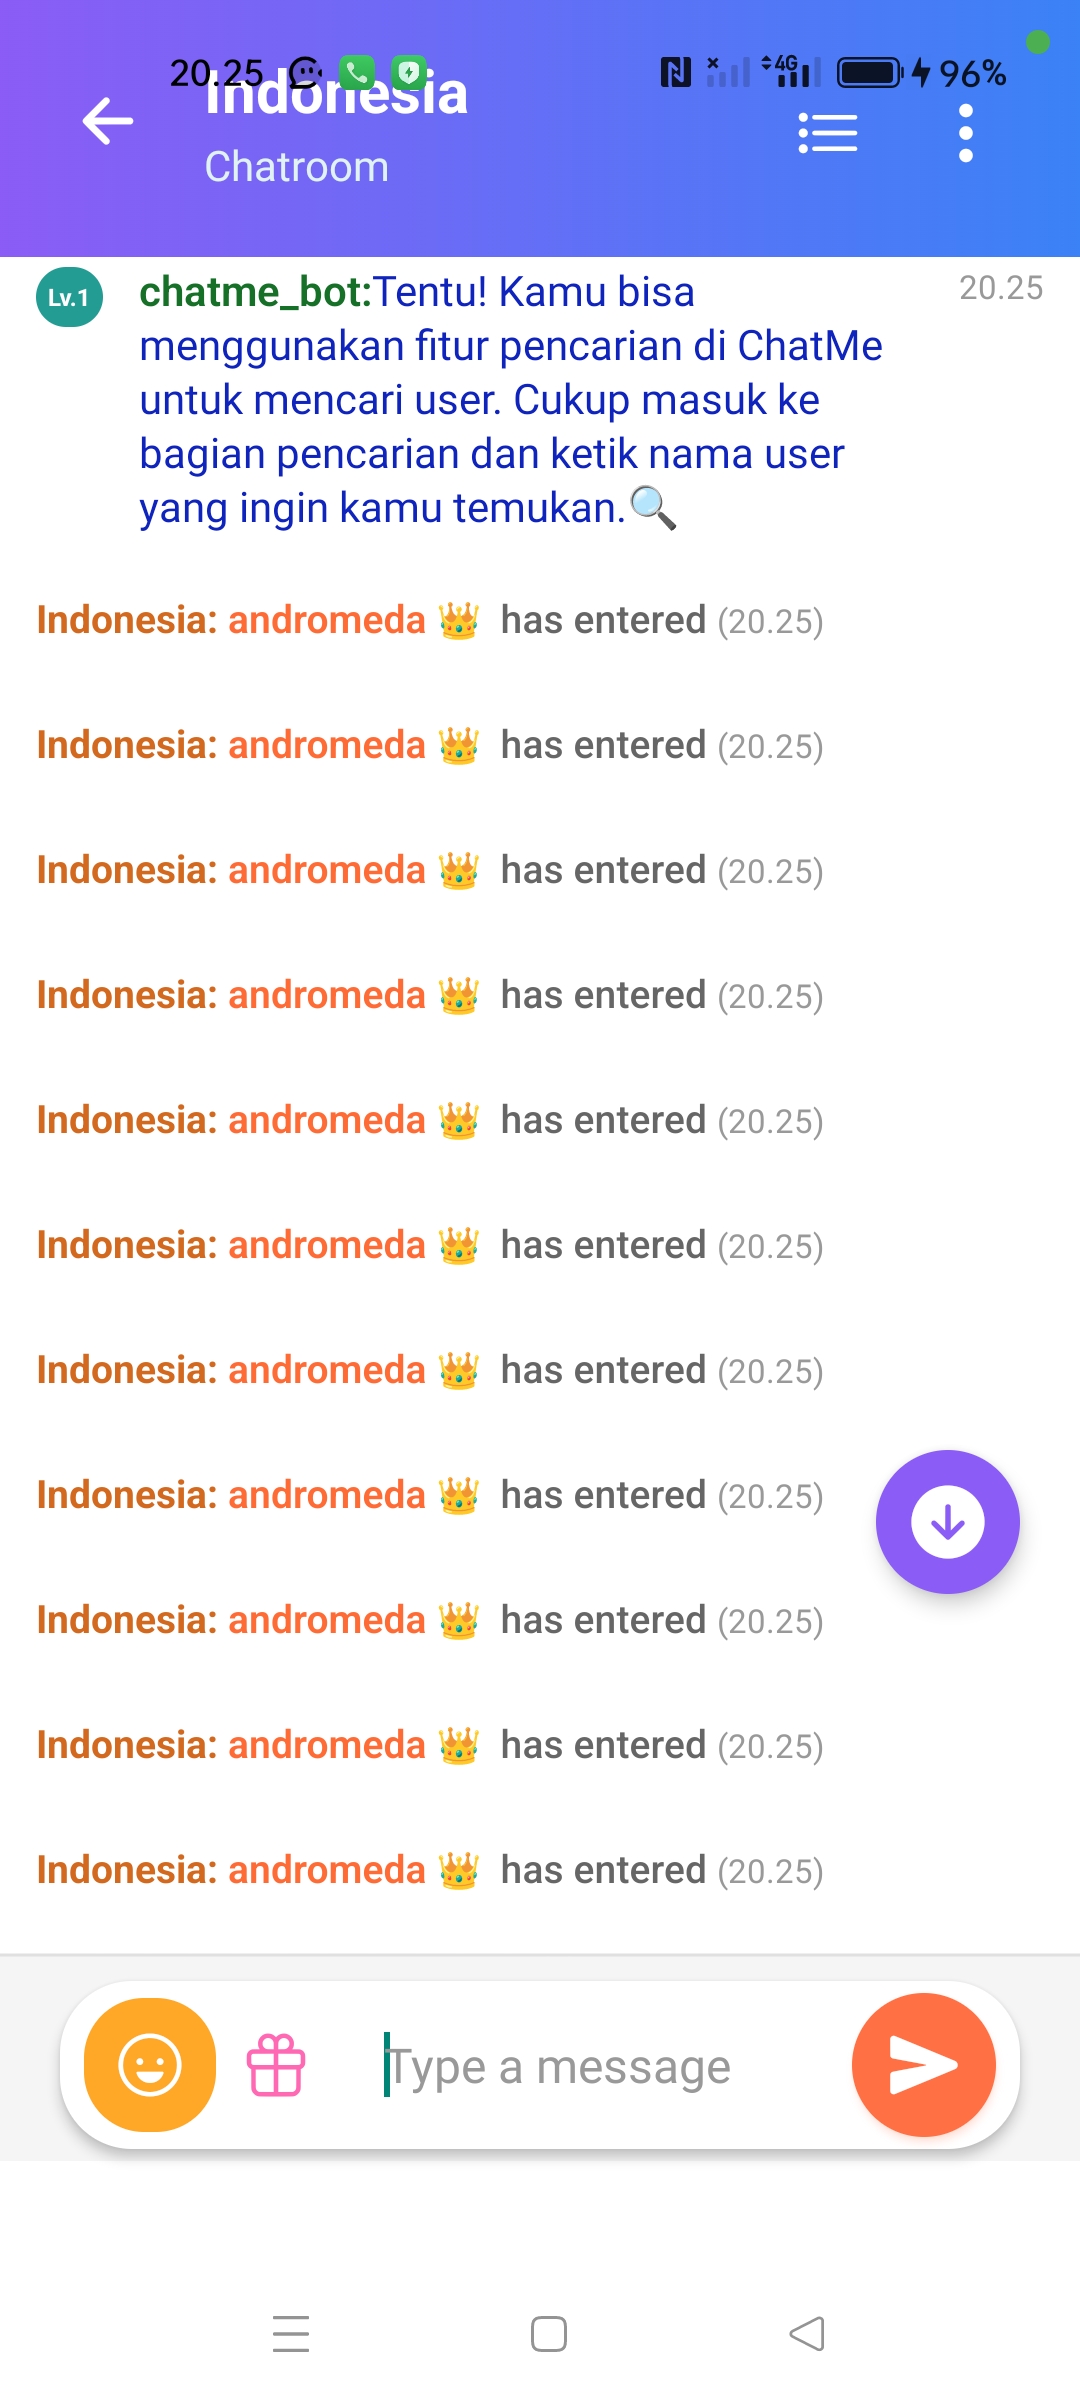 20.25 4G 96%
Indonesia
Chatroom
Lv.1 chatme_bot:Tentu! Kamu bisa 20.25
menggunakan fitur pencarian di ChatMe
untuk mencari user. Cukup masuk ke
bagian pencarian dan ketik nama user
yang ingin kamu temukan.🔍
Indonesia: andromeda 👑 has entered (20.25)
Indonesia: andromeda 👑 has entered (20.25)
Indonesia: andromeda 👑 has entered (20.25)
Indonesia: andromeda 👑 has entered (20.25)
Indonesia: andromeda 👑 has entered (20.25)
Indonesia: andromeda 👑 has entered (20.25)
Indonesia: andromeda 👑 has entered (20.25)
Indonesia: andromeda 👑 has entered (20.25)
Indonesia: andromeda 👑 has entered (20.25)
Indonesia: andromeda 👑 has entered (20.25)
Indonesia: andromeda 👑 has entered (20.25)
Type a message